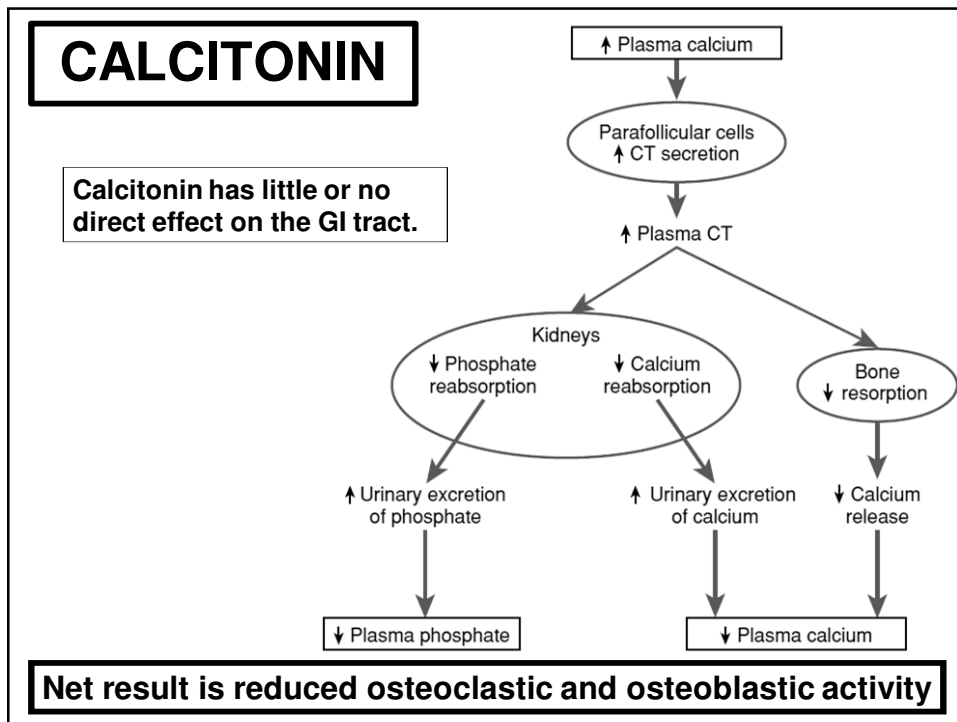 CALCITONIN
Calcitonin has little or no
direct effect on the GI tract.
↑ Plasma calcium
Parafollicular cells
↑ CT secretion
↑ Plasma CT
Kidneys
↓ Phosphate
reabsorption
↓ Calcium
reabsorption
Bone
↓ resorption
↑ Urinary excretion
of phosphate
↑ Urinary excretion
of calcium
↓ Calcium
release
↓ Plasma phosphate
↓ Plasma calcium
Net result is reduced osteoclastic and osteoblastic activity